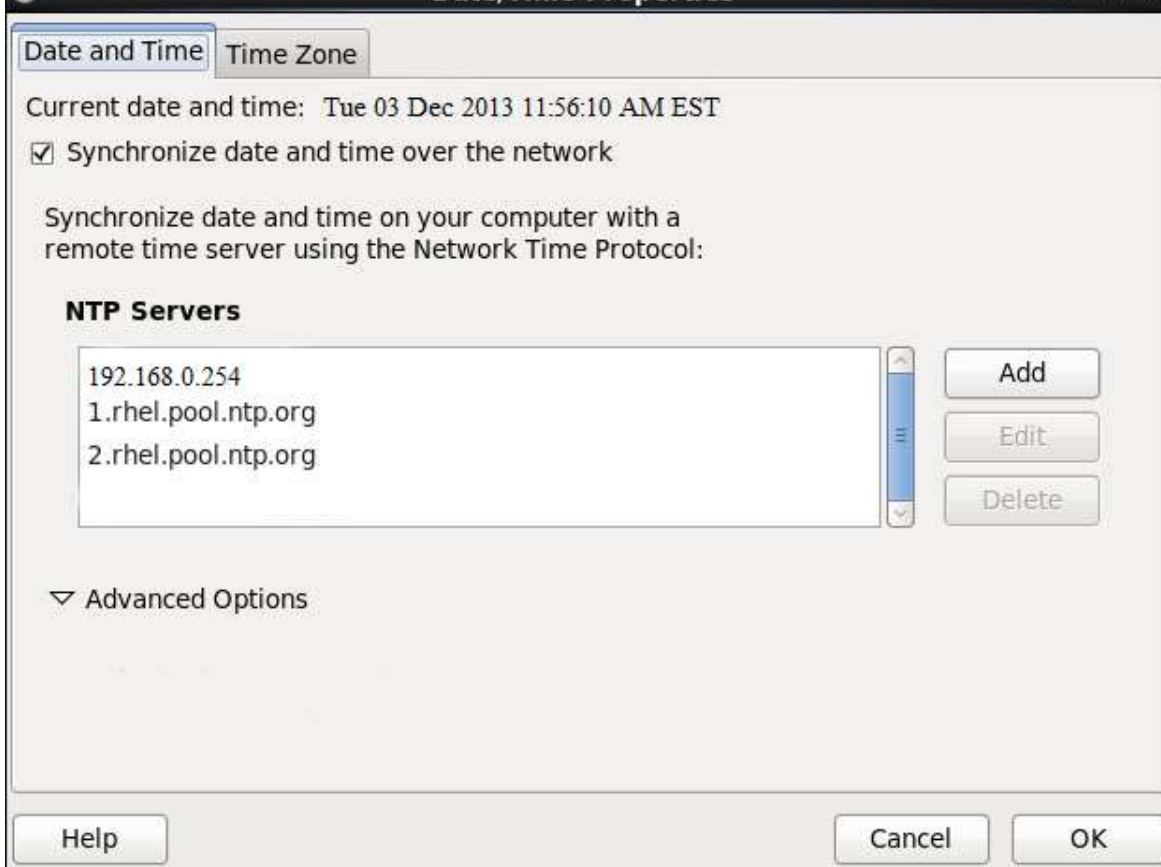 Date and Time
Time Zone
Current date and time: Tue 03 Dec 2013 11:56:10 AM EST
Synchronize date and time over the network
Synchronize date and time on your computer with a
remote time server using the Network Time Protocol:
NTP Servers
192.168.0.254
1.rhel.pool.ntp.org
2.rhel.pool.ntp.org
Add
Edit
Delete
Advanced Options
Help
Cancel
OK